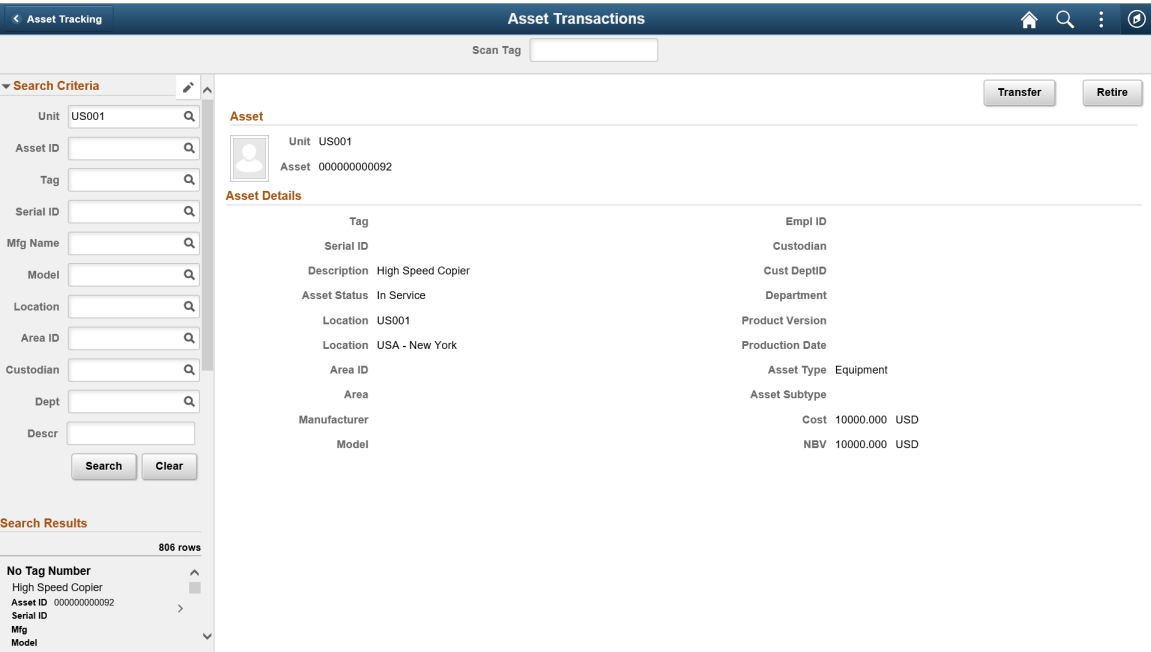 Asset Tracking
Asset Transactions
Scan Tag
Search Criteria
Unit US001
Asset ID
Tag
Serial ID
Mfg Name
Model
Location
Area ID
Custodian
Dept
Descr
Search Clear
Search Results
806 rows
No Tag Number
High Speed Copier
Asset ID 000000000092
Serial ID
Mfg
Model
Transfer Retire
Asset
Unit US001
Asset 000000000092
Asset Details
Tag
Serial ID
Description High Speed Copier
Asset Status In Service
Location US001
Location USA - New York
Area ID
Area
Manufacturer
Model
Empl ID
Custodian
Cust DeptID
Department
Product Version
Production Date
Asset Type Equipment
Asset Subtype
Cost 10000.000 USD
NBV 10000.000 USD